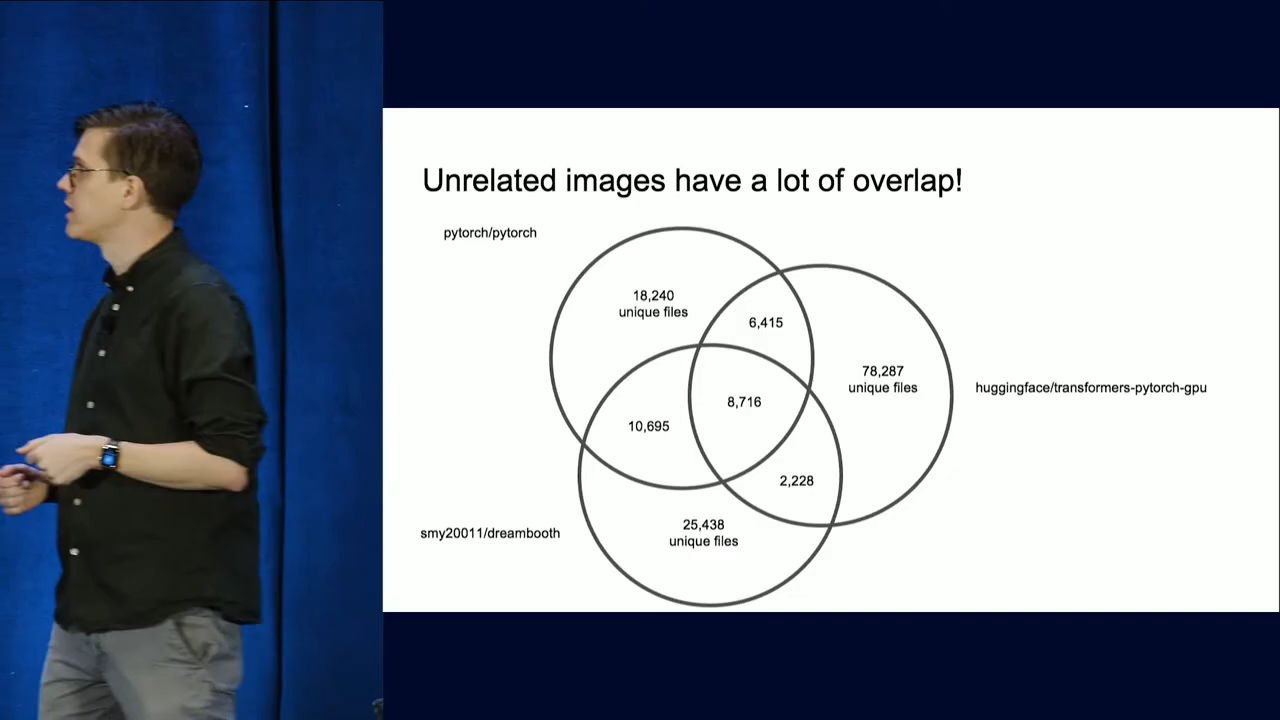 Unrelated images have a lot of overlap!
pytorch/pytorch
18,240
unique files
6,415
78,287
unique files
huggingface/transformers-pytorch-gpu
8,716
10,695
2,228
25,438
unique files
smy20011/dreambooth